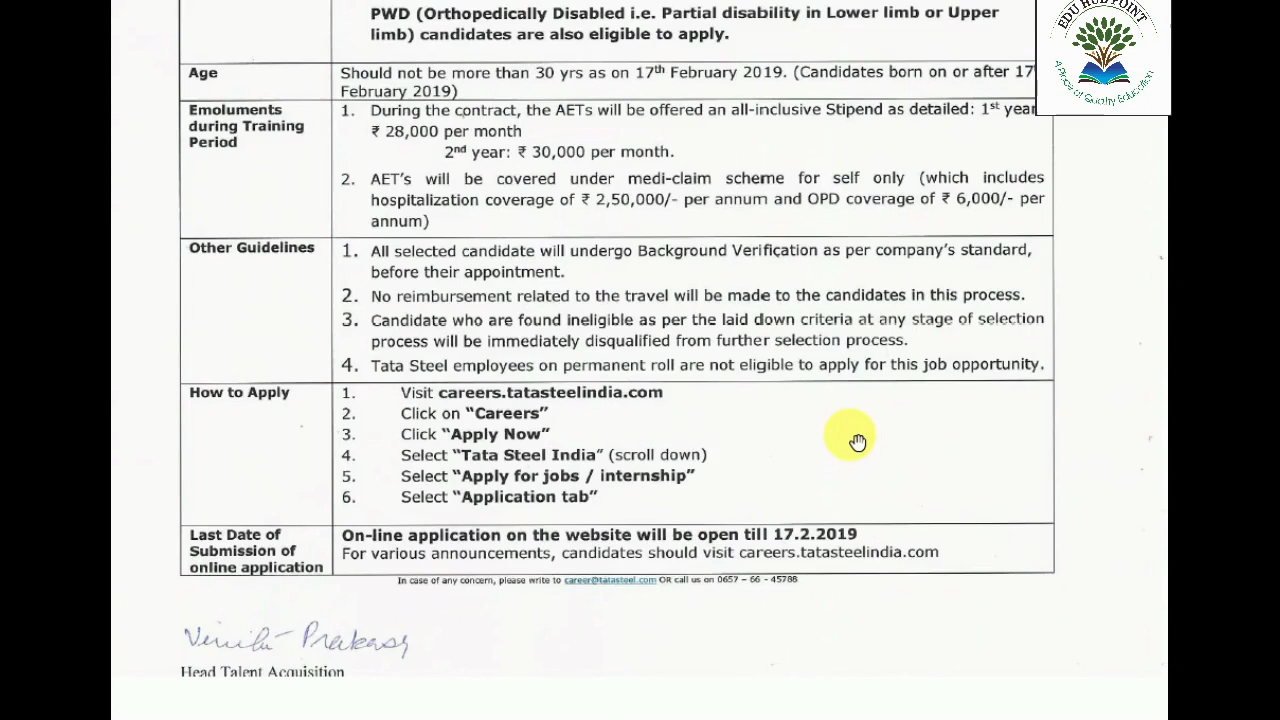 PWD (Orthopedically Disabled i.e. Partial disability in Lower limb or Upper
limb) candidates are also eligible to apply.
EDU HUB POINT
A Place of Quality Education
Age
Should not be more than 30 yrs as on 17th February 2019. (Candidates born on or after 17
February 2019)
Emoluments
during Training
Period
1. During the contract, the AETs will be offered an all-inclusive Stipend as detailed: 1st year
₹ 28,000 per month
2nd year: ₹ 30,000 per month.
2. AET's will be covered under medi-claim scheme for self only (which includes
hospitalization coverage of ₹ 2,50,000/- per annum and OPD coverage of ₹ 6,000/- per
annum)
Other Guidelines
1. All selected candidate will undergo Background Verification as per company's standard,
before their appointment.
2. No reimbursement related to the travel will be made to the candidates in this process.
3. Candidate who are found ineligible as per the laid down criteria at any stage of selection
process will be immediately disqualified from further selection process.
4. Tata Steel employees on permanent roll are not eligible to apply for this job opportunity.
How to Apply
1. Visit careers.tatasteelindia.com
2. Click on "Careers"
3. Click "Apply Now"
4. Select "Tata Steel India" (scroll down)
5. Select "Apply for jobs / internship"
6. Select "Application tab"
Last Date of
Submission of
online application
On-line application on the website will be open till 17.2.2019
For various announcements, candidates should visit careers.tatasteelindia.com
In case of any concern, please write to career@tatasteel.com OR call us on 0657 – 66 - 45788
Prakash
Head Talent Acquisition